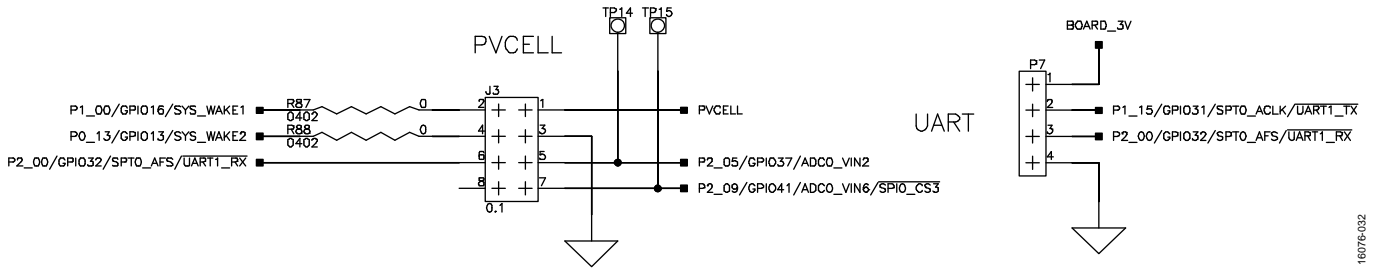 TP14 TP15
PVCELL
BOARD_3V
J3
P7
P1_00/GPIO16/SYS_WAKE1 R87 0 2 1 PVCELL
0402
P0_13/GPIO13/SYS_WAKE2 R88 0 4 3
0402
P2_00/GPIO32/SPT0_AFS/UART1_RX 6 5 P2_05/GPIO37/ADC0_VIN2
8 7 P2_09/GPIO41/ADC0_VIN6/SPI0_CS3
0.1
UART
1
2 P1_15/GPIO31/SPT0_ACLK/UART1_TX
3 P2_00/GPIO32/SPT0_AFS/UART1_RX
4
16076-032